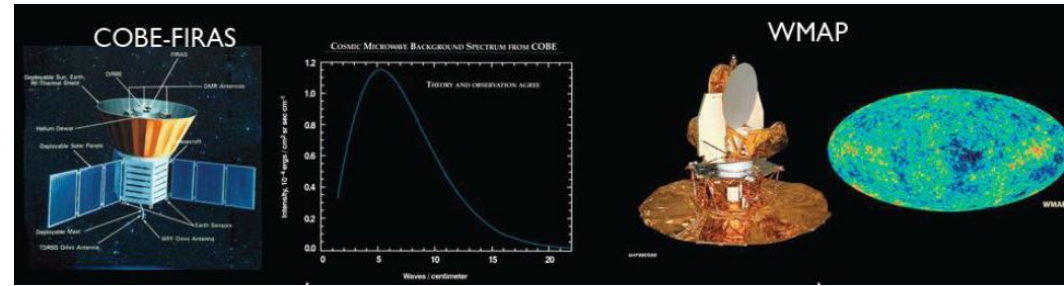 COBE-FIRAS
WMAP
FIRAS
DIRBE
DMR Antennas
Deployable Sun, Earth,
RF/Thermal Shield
Helium Dewar
Deployable Solar Panels
Earth Sensors
Deployable Mast
WFF Omni Antenna
TDRSS Omni Antenna
COSMIC MICROWAVE BACKGROUND SPECTRUM FROM COBE
THEORY AND OBSERVATION AGREE
Intensity, 10⁻⁴ ergs / cm² sr sec cm⁻¹
1.2
1.0
0.8
0.6
0.4
0.2
0.0
0 5 10 15 20
Waves / centimeter
WMAP